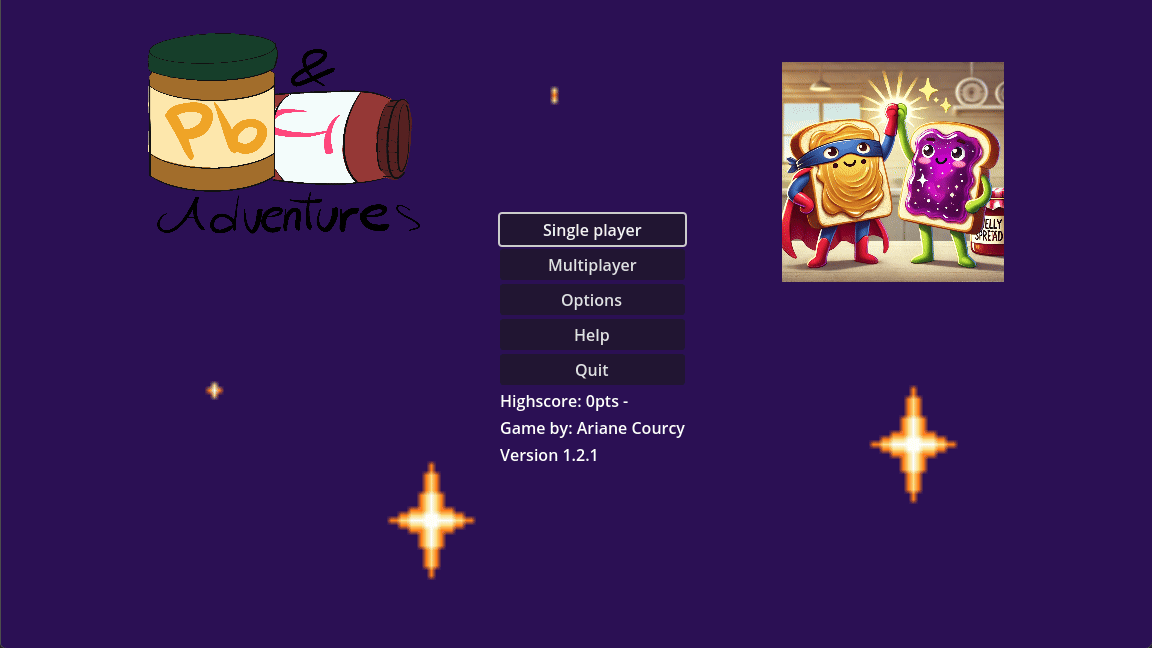 &
Pb
J
Adventures
Single player
Multiplayer
Options
Help
Quit
Highscore: 0pts -
Game by: Ariane Courcy
Version 1.2.1
ELLY
SPREAD